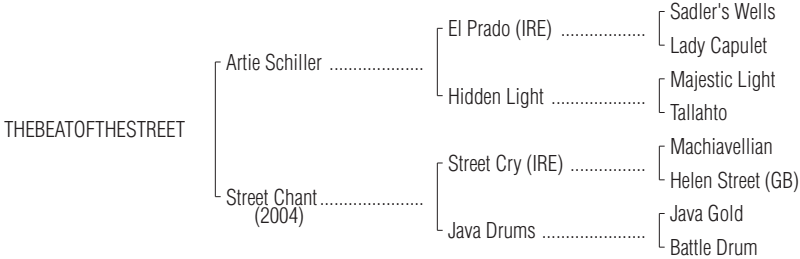 Sadler's Wells
El Prado (IRE) ...................
Lady Capulet
Artie Schiller .....................
Majestic Light
Hidden Light .....................
Tallahto
THEBEATOFTHESTREET
Machiavellian
Street Cry (IRE) .................
Helen Street (GB)
Street Chant .......................
(2004)
Java Gold
Java Drums .......................
Battle Drum